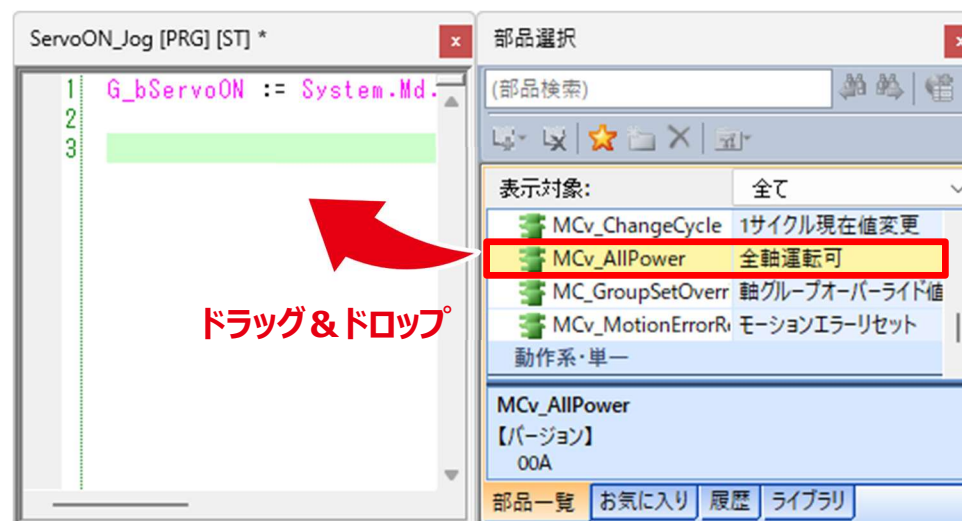 ServoON_Jog [PRG] [ST] *
1 G_bServoON := System.Md.
2
3
ドラッグ＆ドロップ
部品選択
(部品検索)
表示対象: 全て
MCv_ChangeCycle 1サイクル現在値変更
MCv_AllPower 全軸運転可
MC_GroupSetOverr 軸グループオーバーライド値
MCv_MotionErrorR モーションエラーリセット
動作系・単一
MCv_AllPower
【バージョン】
00A
部品一覧 お気に入り 履歴 ライブラリ